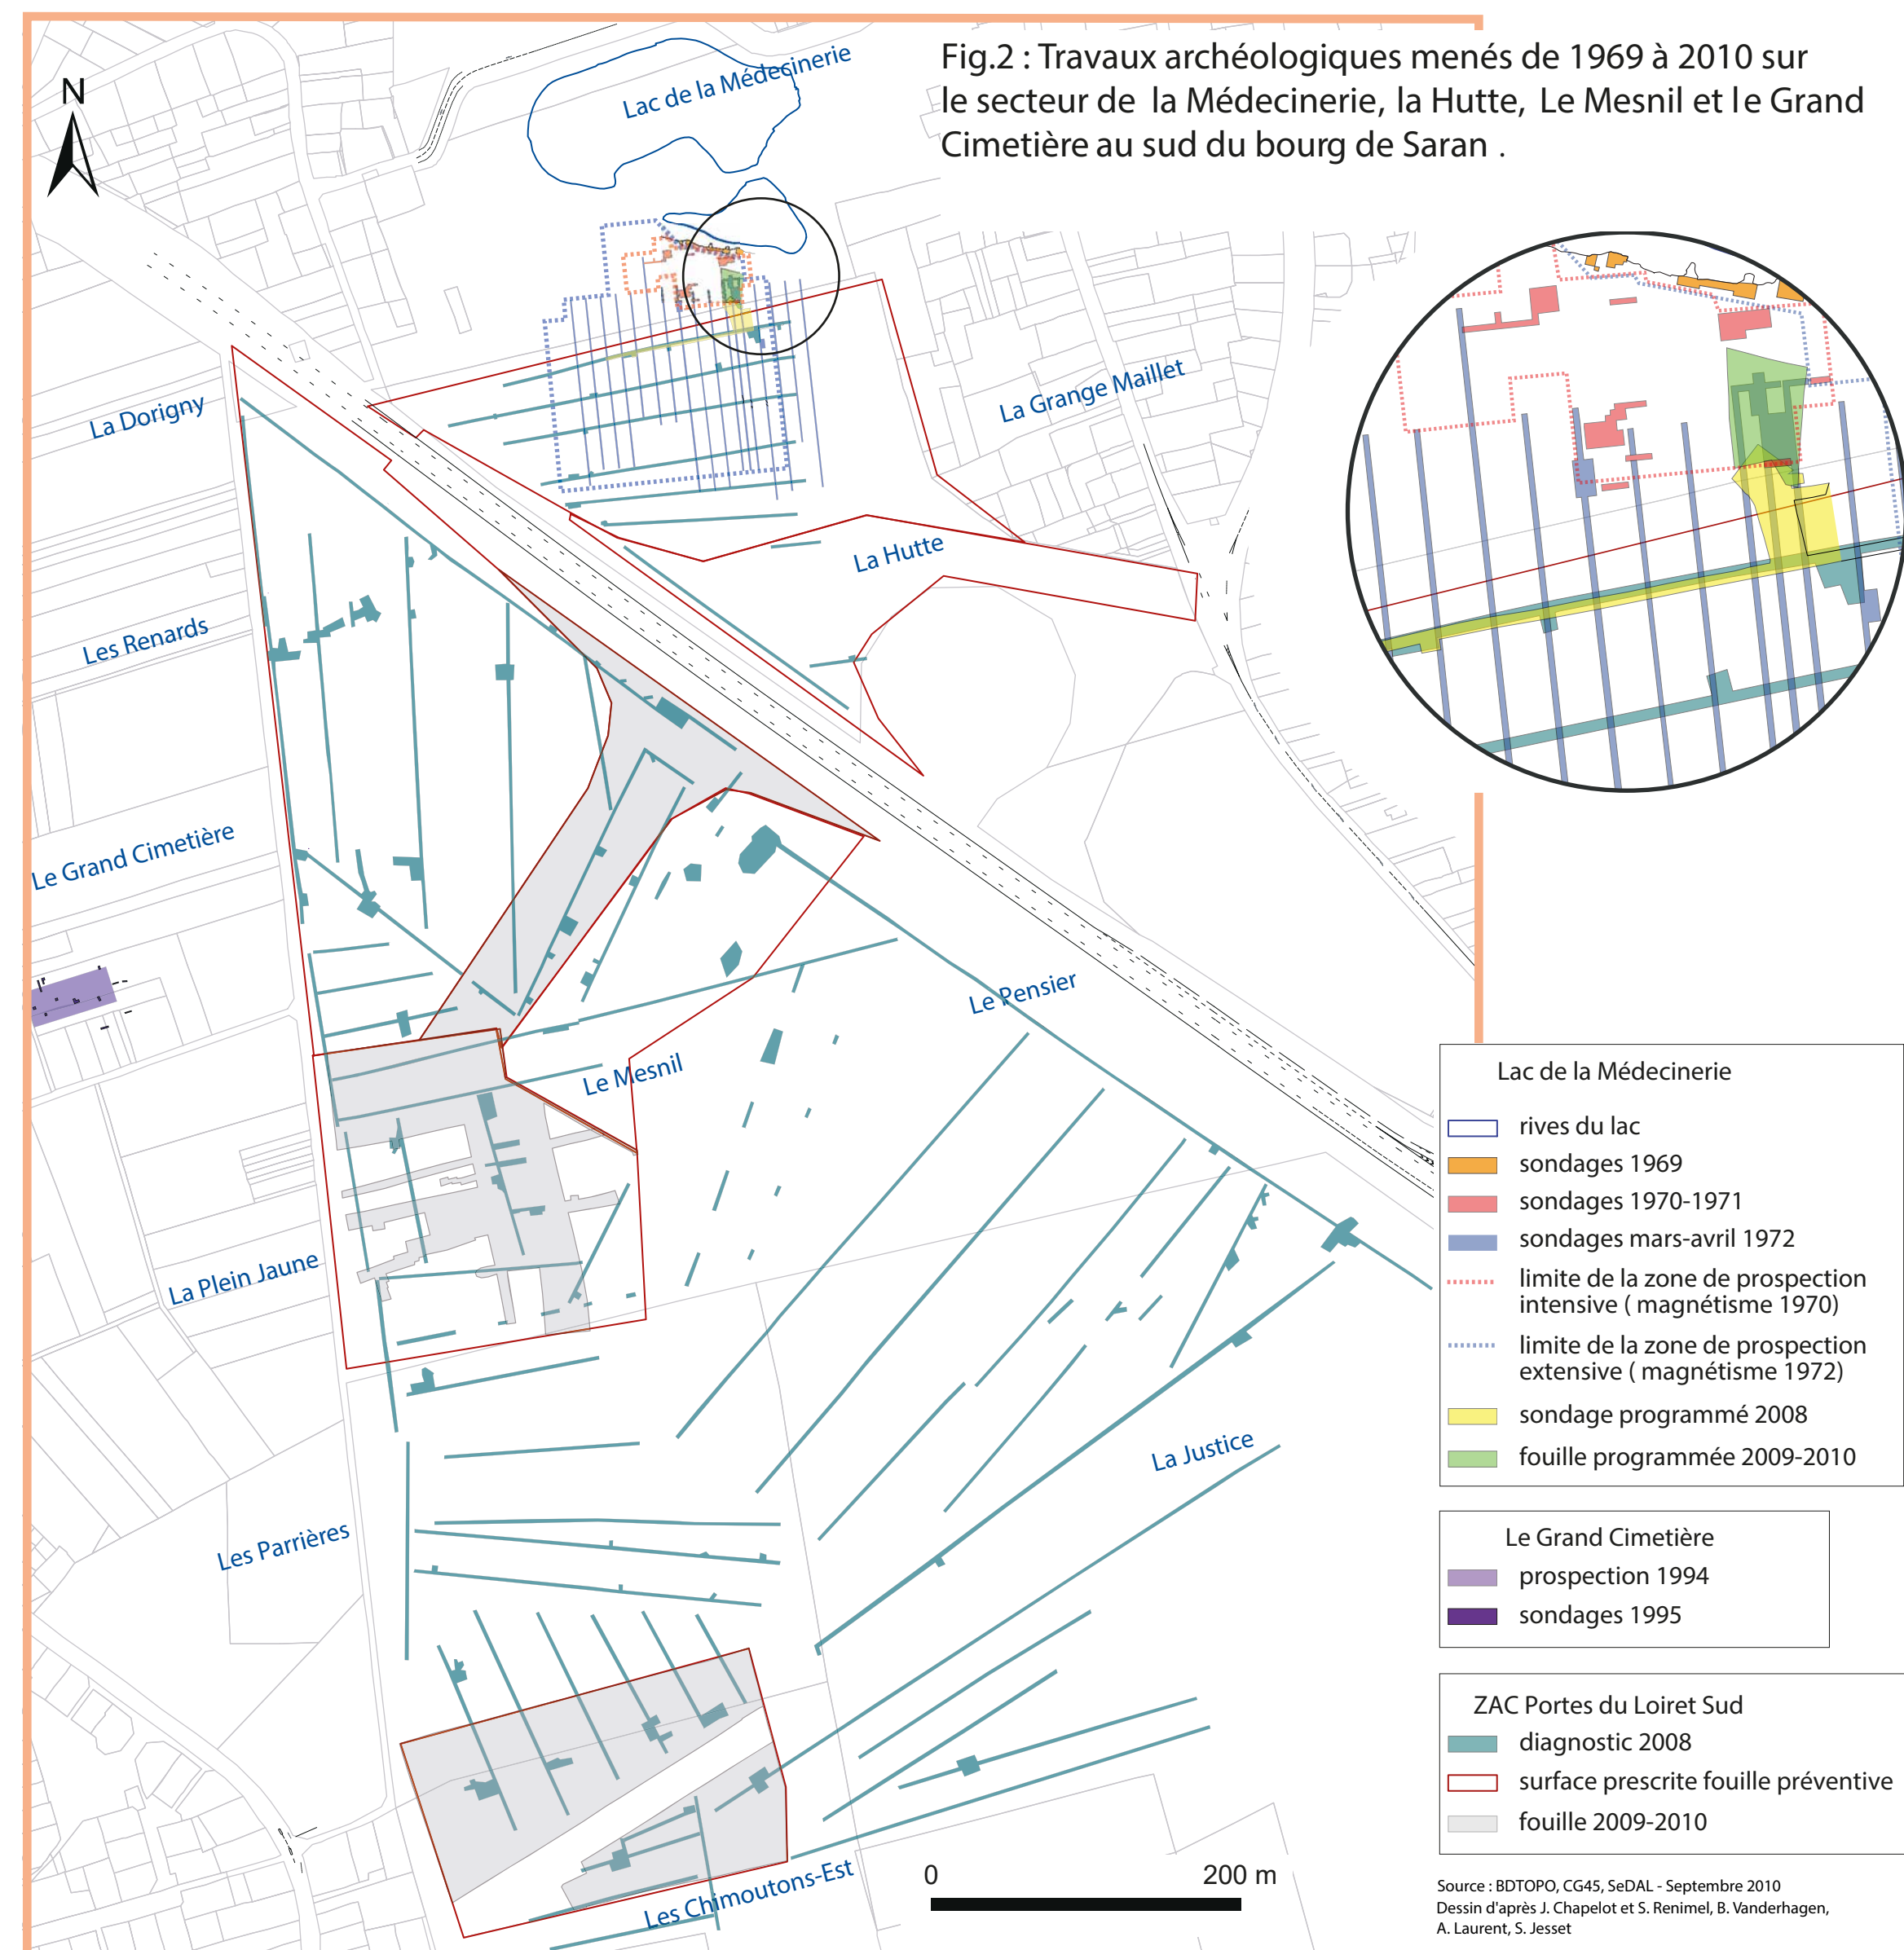 Fig.2 : Travaux archéologiques menés de 1969 à 2010 sur
le secteur de la Médecinerie, la Hutte, Le Mesnil et le Grand
Cimetière au sud du bourg de Saran .
N
Lac de la Médecinerie
La Dorigny
La Grange Maillet
La Hutte
Les Renards
Le Grand Cimetière
Le Pensier
Le Mesnil
La Plein Jaune
La Justice
Les Parrières
Les Chimoutons-Est
0 200 m
Lac de la Médecinerie
rives du lac
sondages 1969
sondages 1970-1971
sondages mars-avril 1972
limite de la zone de prospection
intensive ( magnétisme 1970)
limite de la zone de prospection
extensive ( magnétisme 1972)
sondage programmé 2008
fouille programmée 2009-2010
Le Grand Cimetière
prospection 1994
sondages 1995
ZAC Portes du Loiret Sud
diagnostic 2008
surface prescrite fouille préventive
fouille 2009-2010
Source : BDTOPO, CG45, SeDAL - Septembre 2010
Dessin d'après J. Chapelot et S. Renimel, B. Vanderhagen,
A. Laurent, S. Jesset